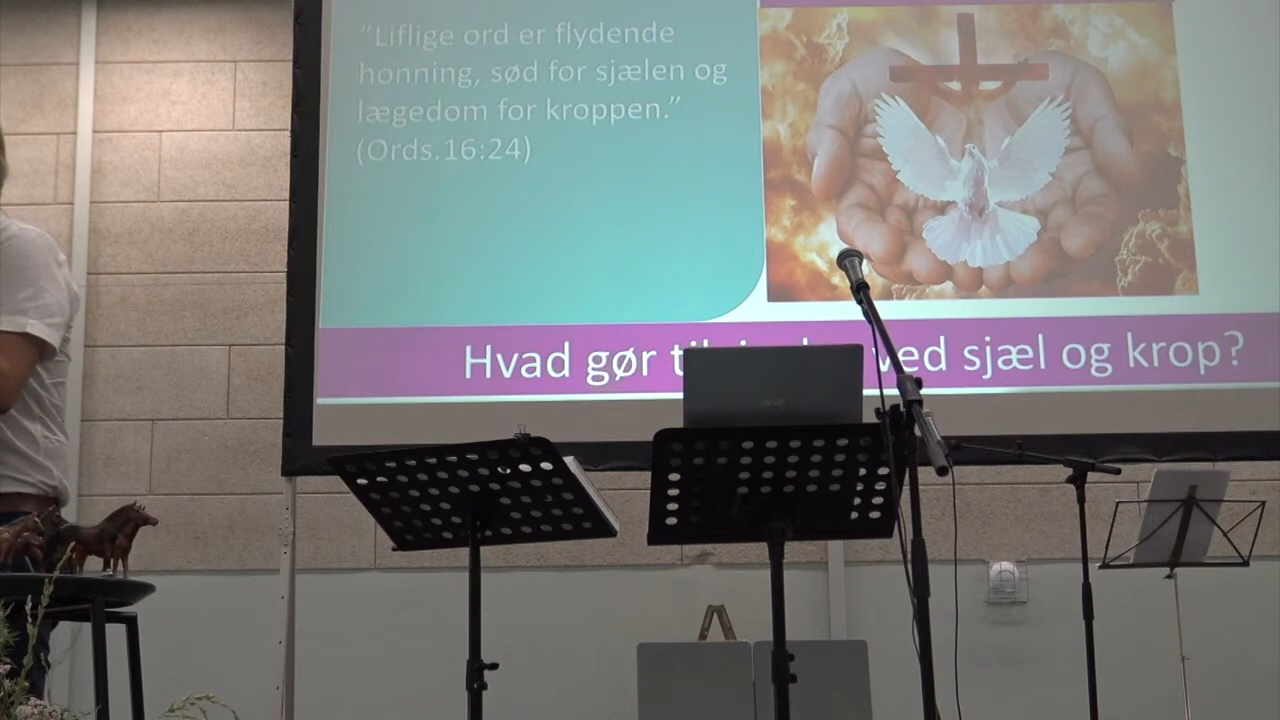 ”Liflige ord er flydende
honning, sød for sjælen og
lægedom for kroppen.”
(Ords.16:24)
Hvad gør ved sjæl og krop?